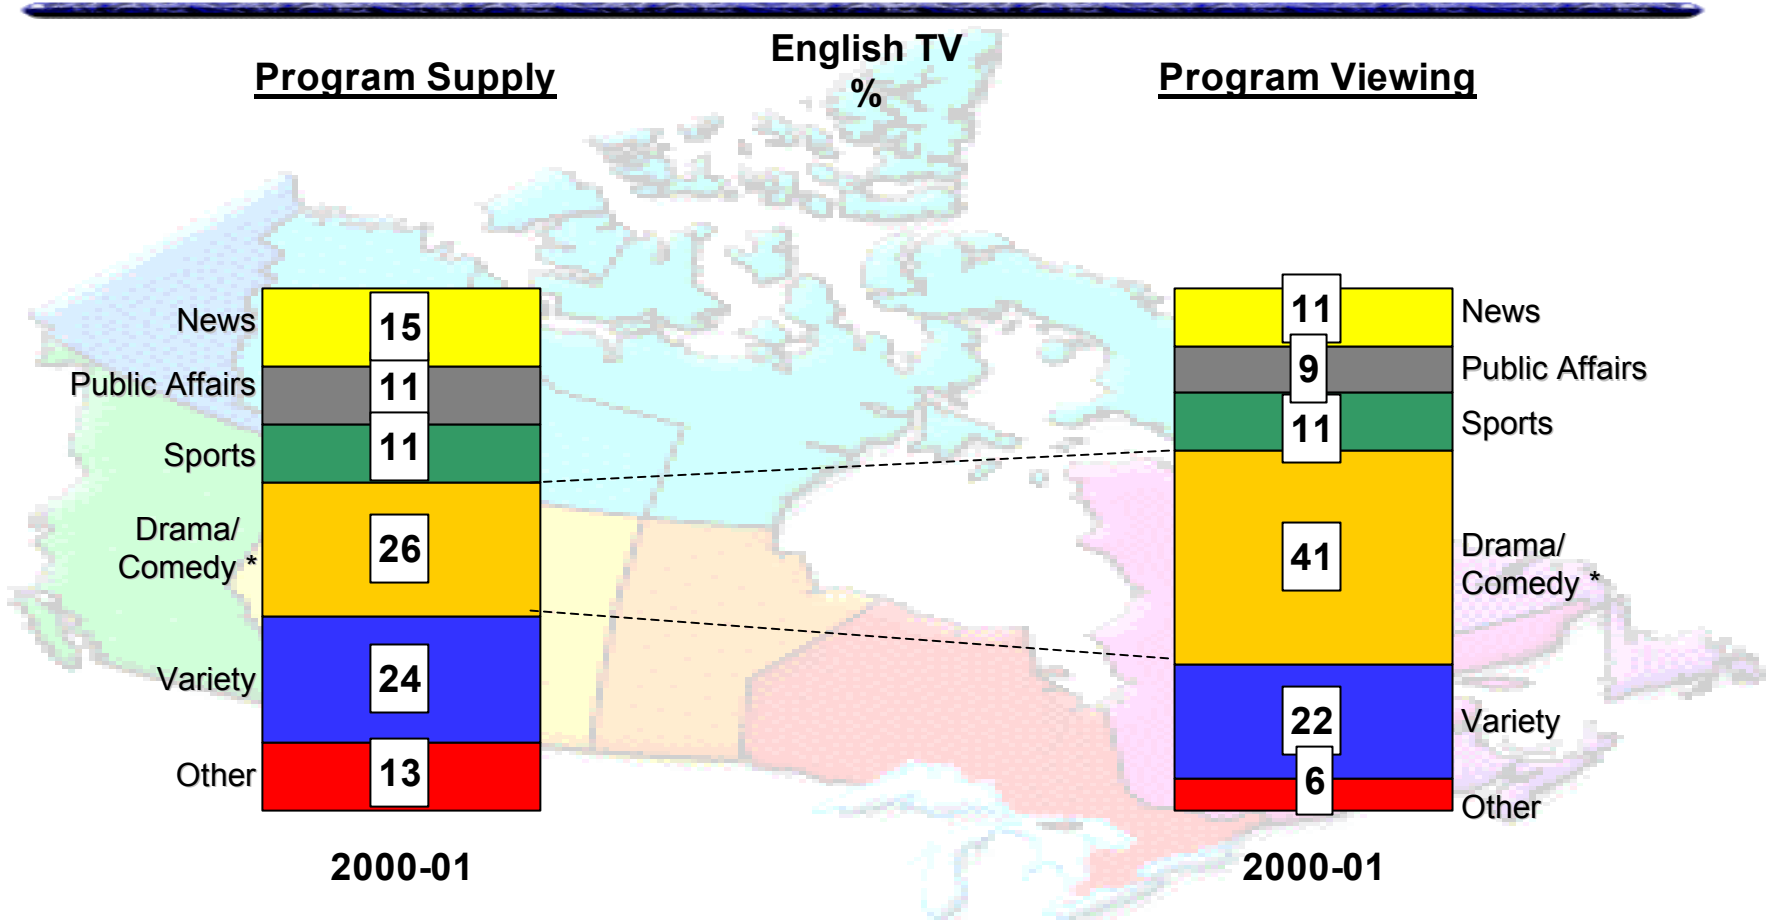 English TV
%
Program Supply
News
15
Public Affairs
11
Sports
11
Drama/
Comedy *
26
Variety
24
Other
13
2000-01
Program Viewing
11
News
9
Public Affairs
11
Sports
41
Drama/
Comedy *
22
Variety
6
Other
2000-01